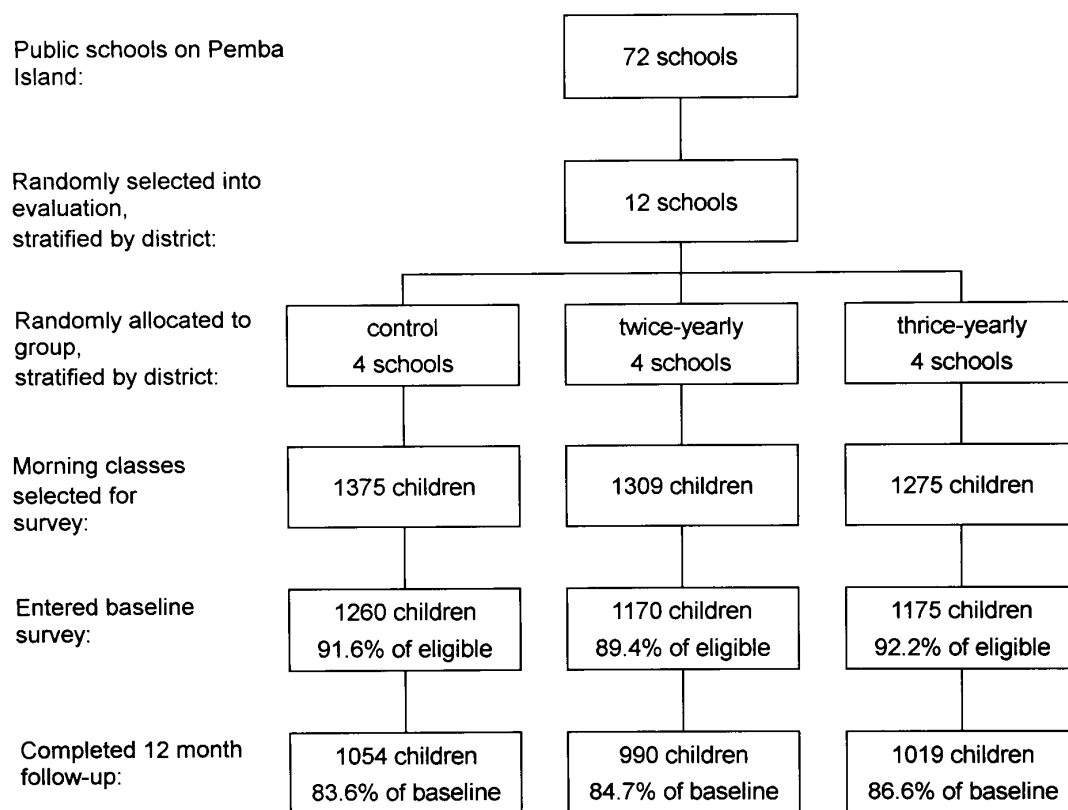 Public schools on Pemba
Island:
72 schools
Randomly selected into
evaluation,
stratified by district:
12 schools
Randomly allocated to
group,
stratified by district:
control
4 schools
twice-yearly
4 schools
thrice-yearly
4 schools
Morning classes
selected for
survey:
1375 children
1309 children
1275 children
Entered baseline
survey:
1260 children
91.6% of eligible
1170 children
89.4% of eligible
1175 children
92.2% of eligible
Completed 12 month
follow-up:
1054 children
83.6% of baseline
990 children
84.7% of baseline
1019 children
86.6% of baseline